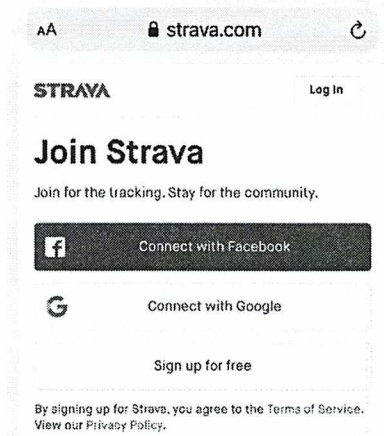 AA strava.com
STRAVA Log In
Join Strava
Join for the tracking. Stay for the community.
f Connect with Facebook
G Connect with Google
Sign up for free
By signing up for Strava, you agree to the Terms of Service.
View our Privacy Policy.